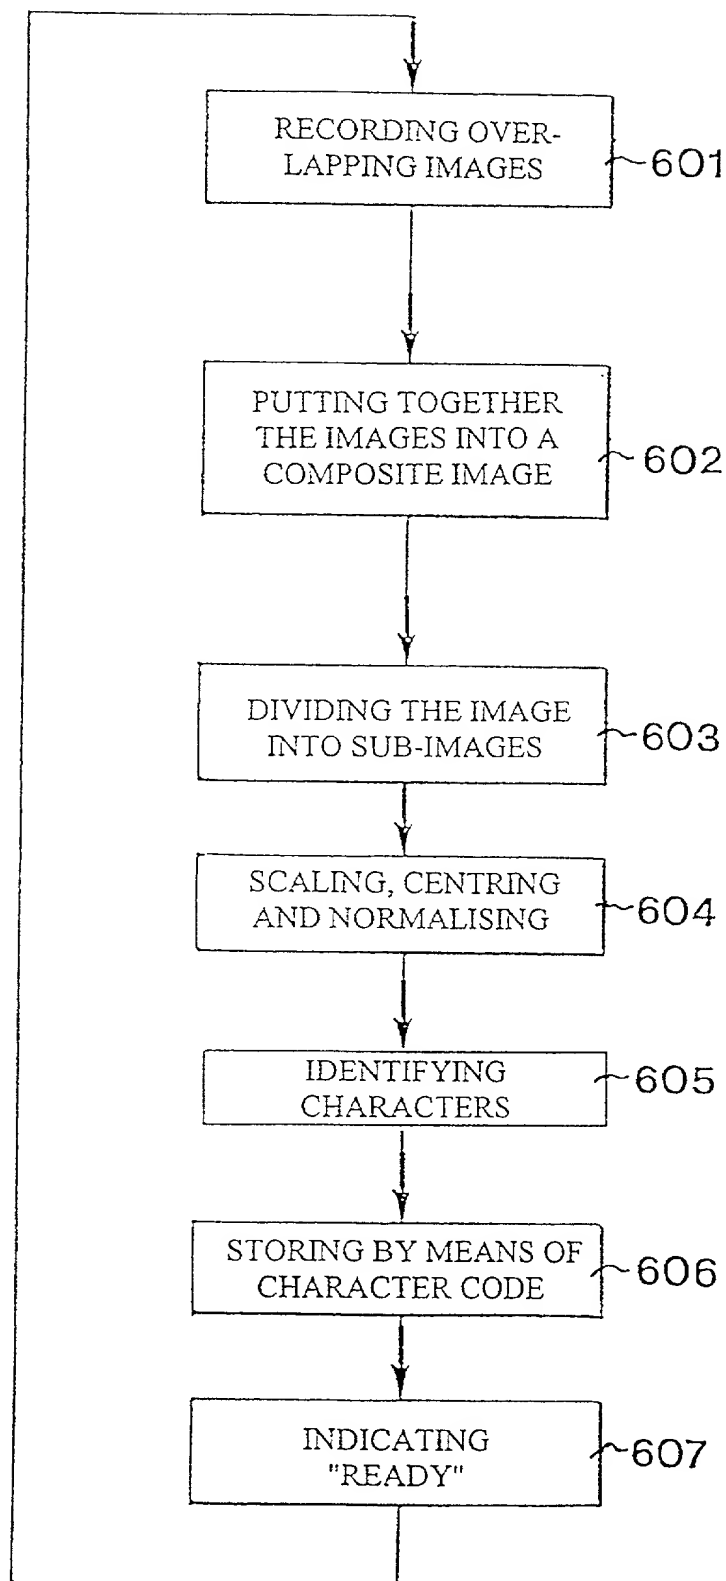 RECORDING OVER-
LAPPING IMAGES
601
PUTTING TOGETHER
THE IMAGES INTO A
COMPOSITE IMAGE
602
DIVIDING THE IMAGE
INTO SUB-IMAGES
603
SCALING, CENTRING
AND NORMALISING
604
IDENTIFYING
CHARACTERS
605
STORING BY MEANS OF
CHARACTER CODE
606
INDICATING
"READY"
607